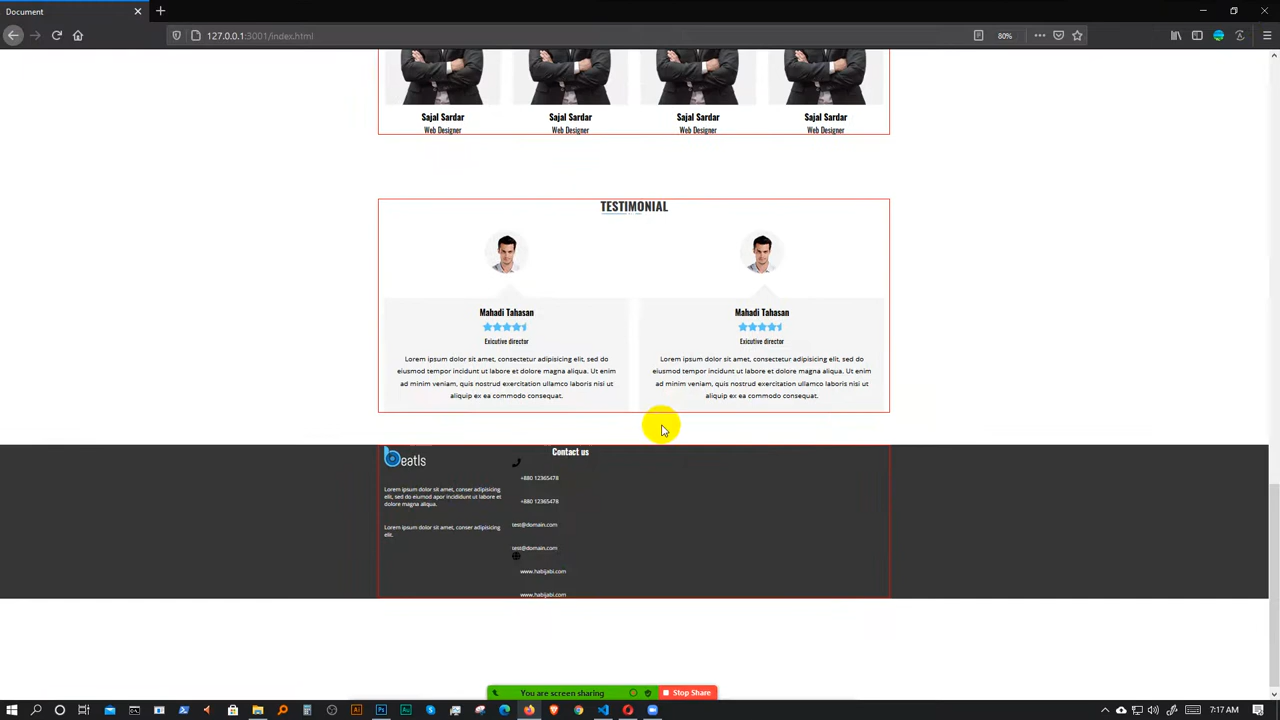 Document
127.0.0.1:3001/index.html
80%
Sajal Sardar
Sajal Sardar
Sajal Sardar
Sajal Sardar
Web Designer
Web Designer
Web Designer
Web Designer
TESTIMONIAL
Mahadi Tahasan
Exicutive director
Lorem ipsum dolor sit amet, consectetur adipisicing elit, sed do
eiusmod tempor incididunt ut labore et dolore magna aliqua. Ut enim
ad minim veniam, quis nostrud exercitation ullamco laboris nisi ut
aliquip ex ea commodo consequat.
Mahadi Tahasan
Exicutive director
Lorem ipsum dolor sit amet, consectetur adipisicing elit, sed do
eiusmod tempor incididunt ut labore et dolore magna aliqua. Ut enim
ad minim veniam, quis nostrud exercitation ullamco laboris nisi ut
aliquip ex ea commodo consequat.
beatls
Lorem ipsum dolor sit amet, conser adipisicing
elit, sed do eiumod apor incididunt ut labore et
dolore magna aliqua.
Lorem ipsum dolor sit amet, conser adipisicing
elit.
Contact us
+880 12365478
+880 12365478
test@domain.com
test@domain.com
www.habijabi.com
www.habijabi.com
You are screen sharing
Stop Share
7:17 AM